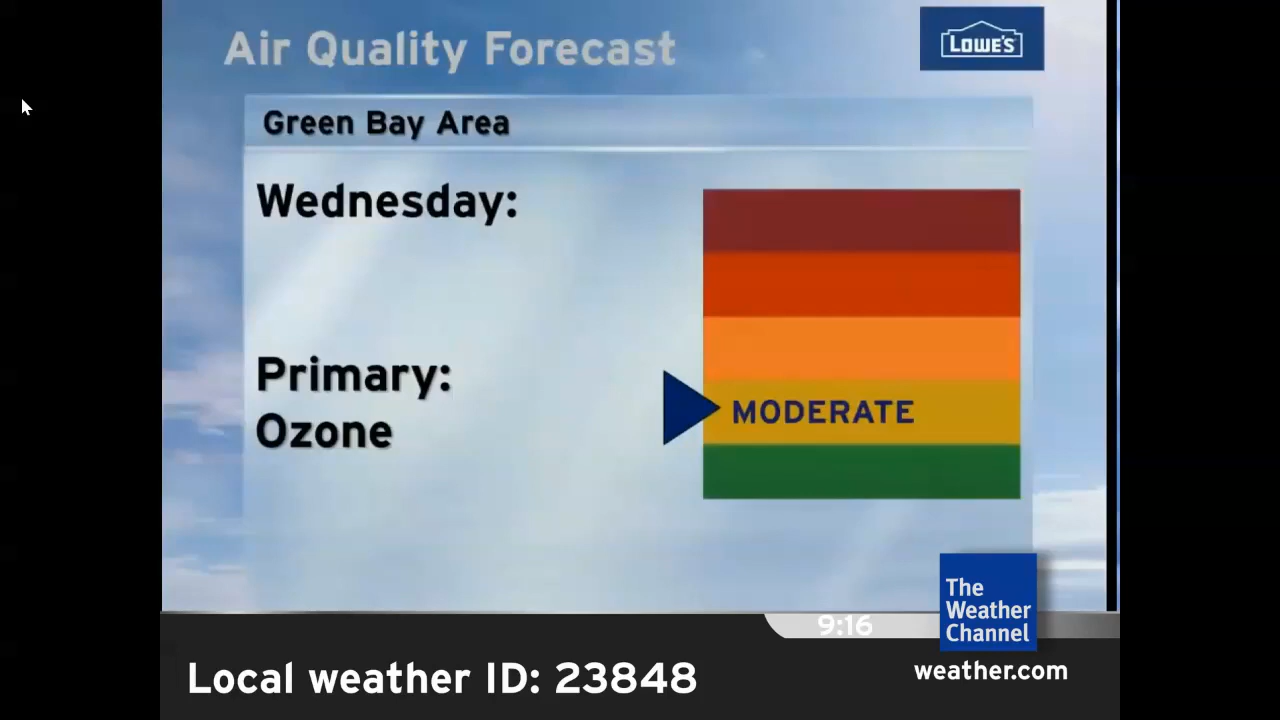 Air Quality Forecast
LOWE'S
Green Bay Area
Wednesday:
Primary:
Ozone
MODERATE
The
Weather
Channel
9:16
weather.com
Local weather ID: 23848